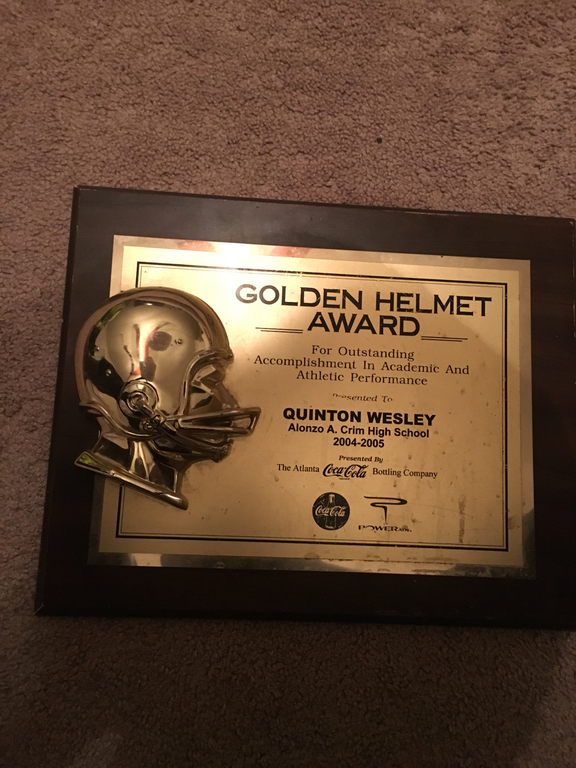 GOLDEN HELMET
AWARD
For Outstanding
Accomplishment In Academic And
Athletic Performance
Presented To
QUINTON WESLEY
Alonzo A. Crim High School
2004-2005
Presented By
The Atlanta Coca-Cola Bottling Company
Coca-Cola
POWERADE